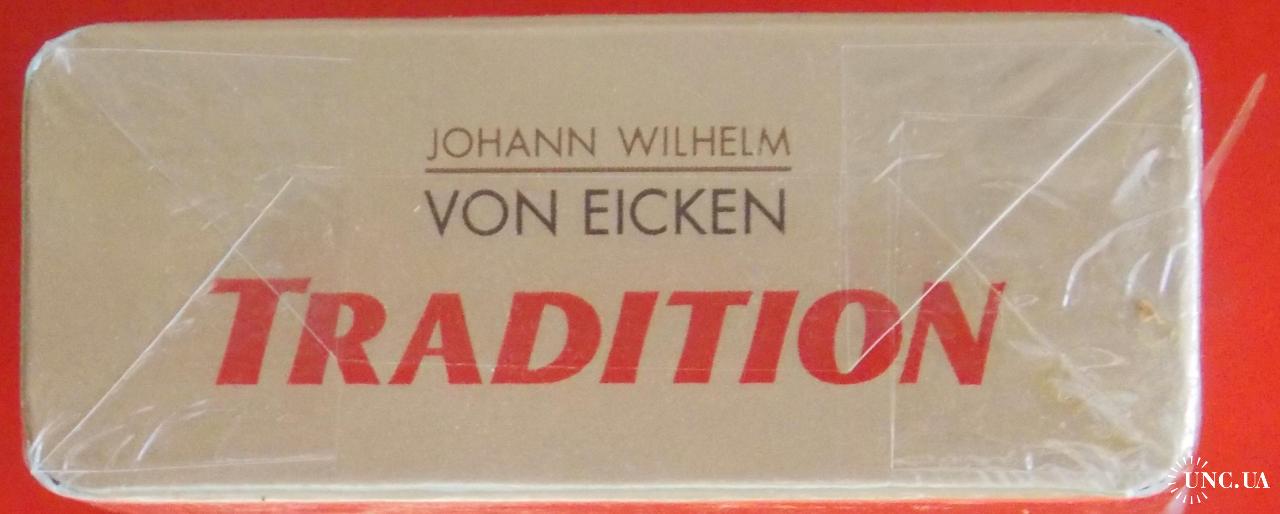 JOHANN WILHELM
VON EICKEN
TRADITION
UNC.UA